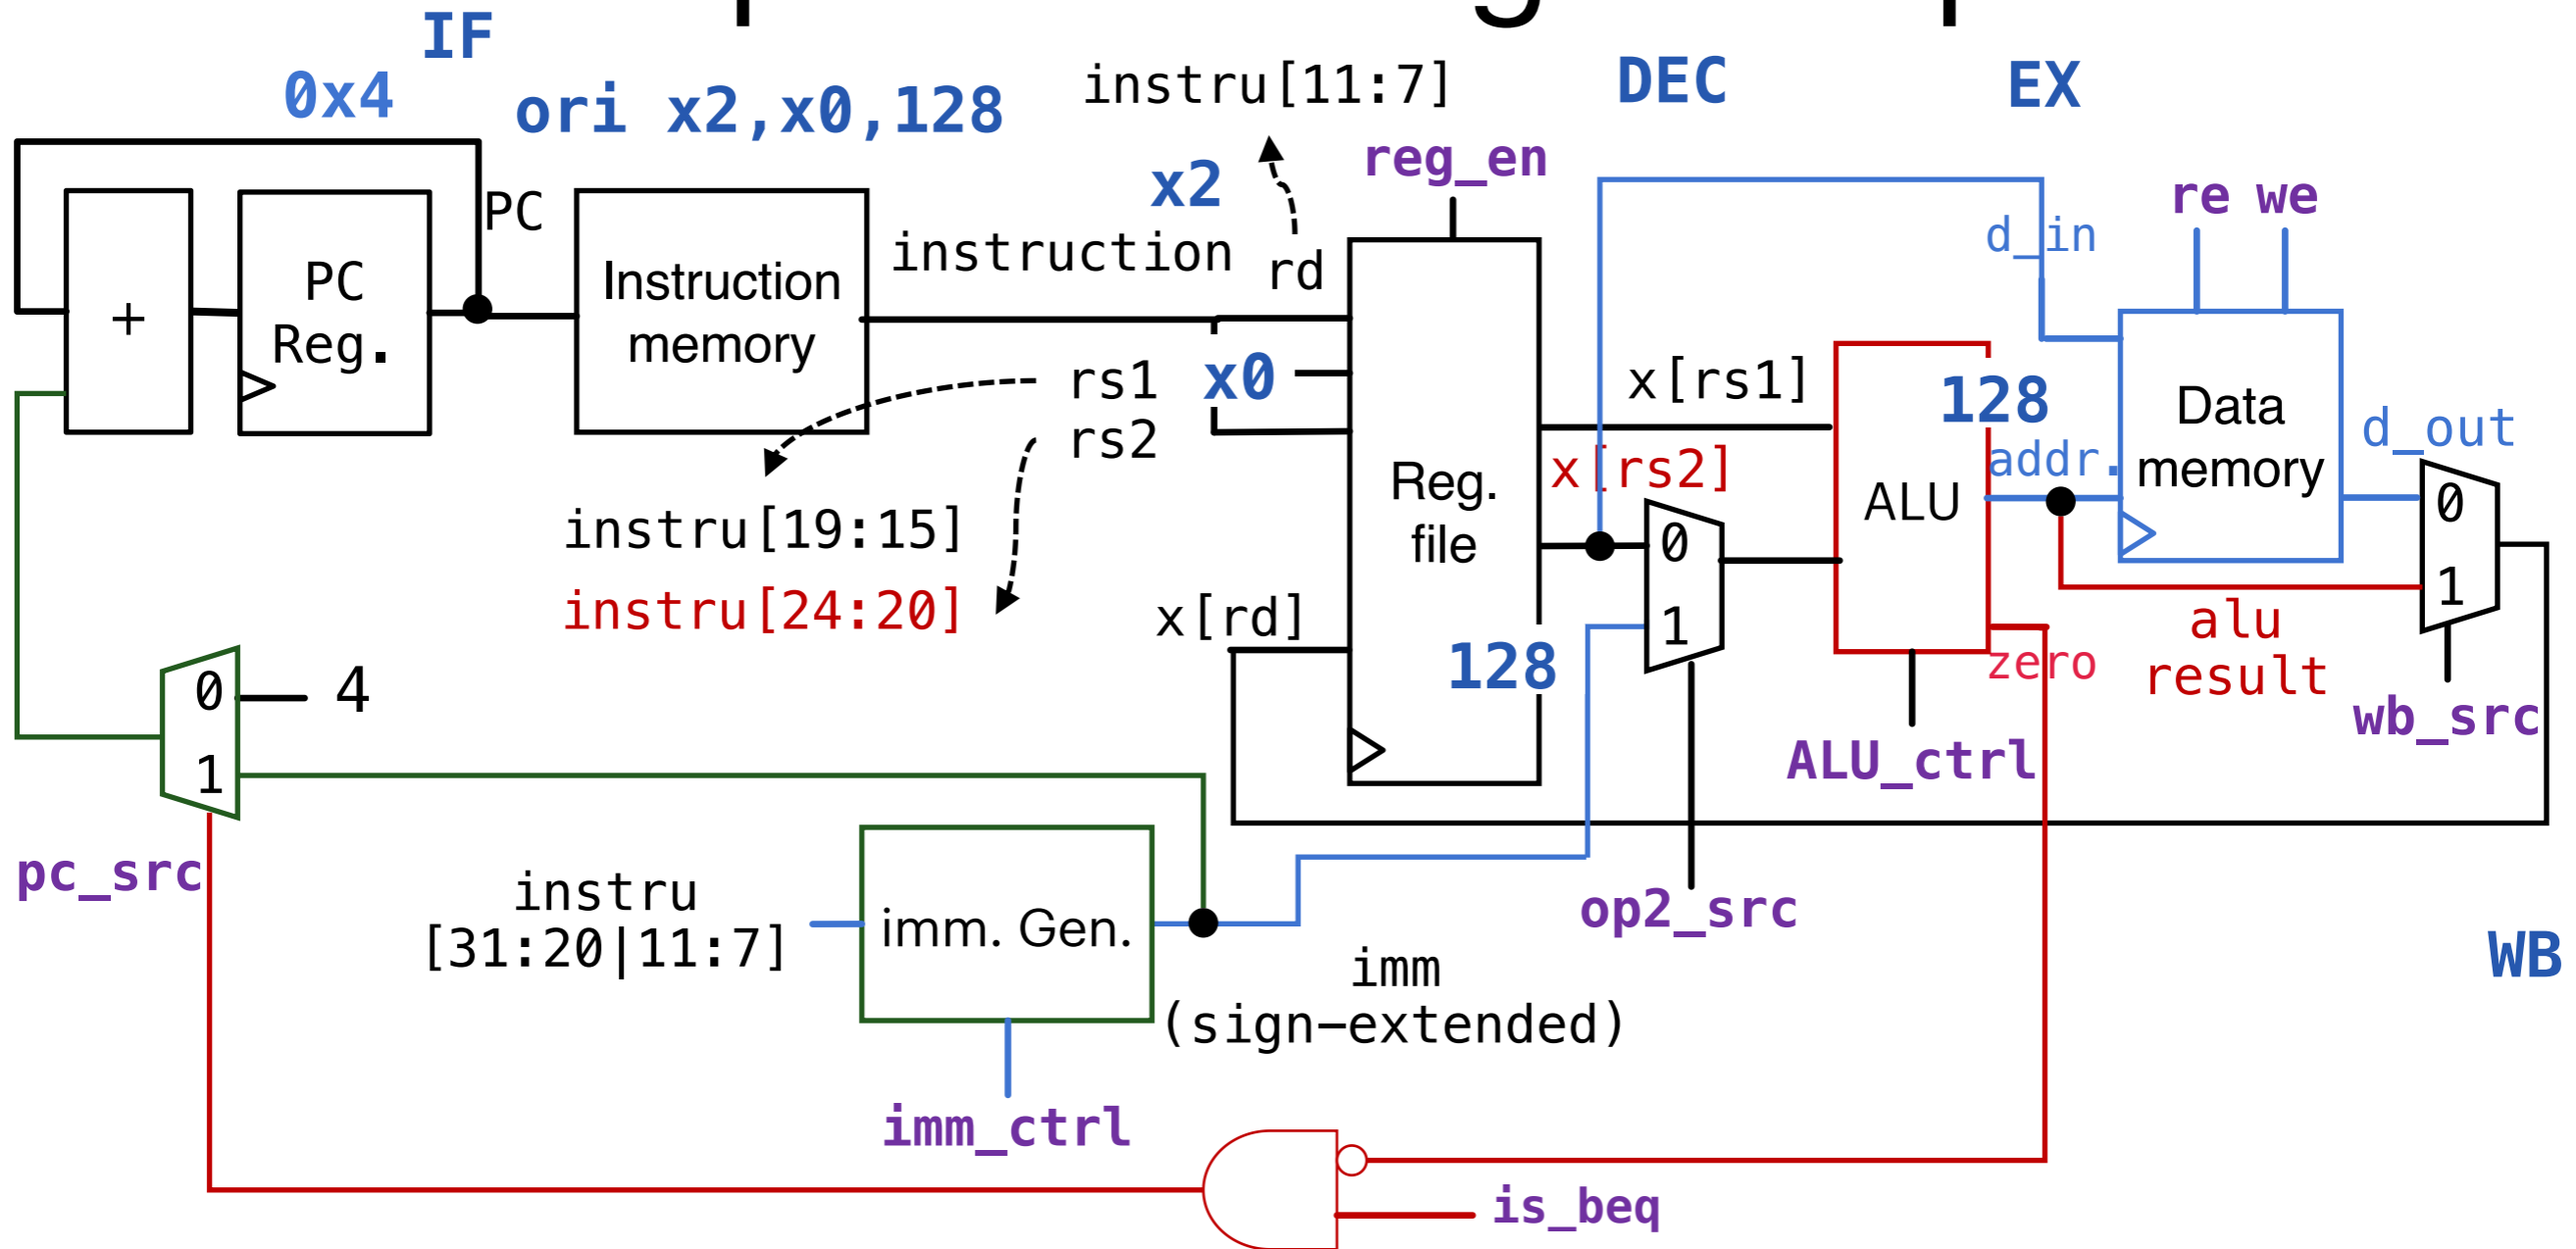 IF
0x4
ori x2,x0,128
instru[11:7]
DEC
EX
x2
reg_en
re we
PC
instruction
rd
d_in
+
PC
Reg.
Instruction
memory
rs1
x0
rs2
x[rs1]
128
Data
memory
d_out
x[rs2]
addr.
Reg.
file
ALU
0
1
0
1
instru[19:15]
instru[24:20]
x[rd]
128
zero
alu
result
0
4
1
wb_src
ALU_ctrl
pc_src
instru
[31:20|11:7]
imm. Gen.
op2_src
imm
(sign-extended)
WB
imm_ctrl
is_beq